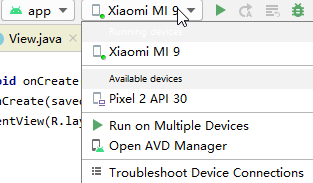 app
Xiaomi MI 9
View.java
Running devices
Xiaomi MI 9
oid onCreate
Available devices
nCreate(saved
Pixel 2 API 30
entView(R.lay
Run on Multiple Devices
Open AVD Manager
Troubleshoot Device Connections